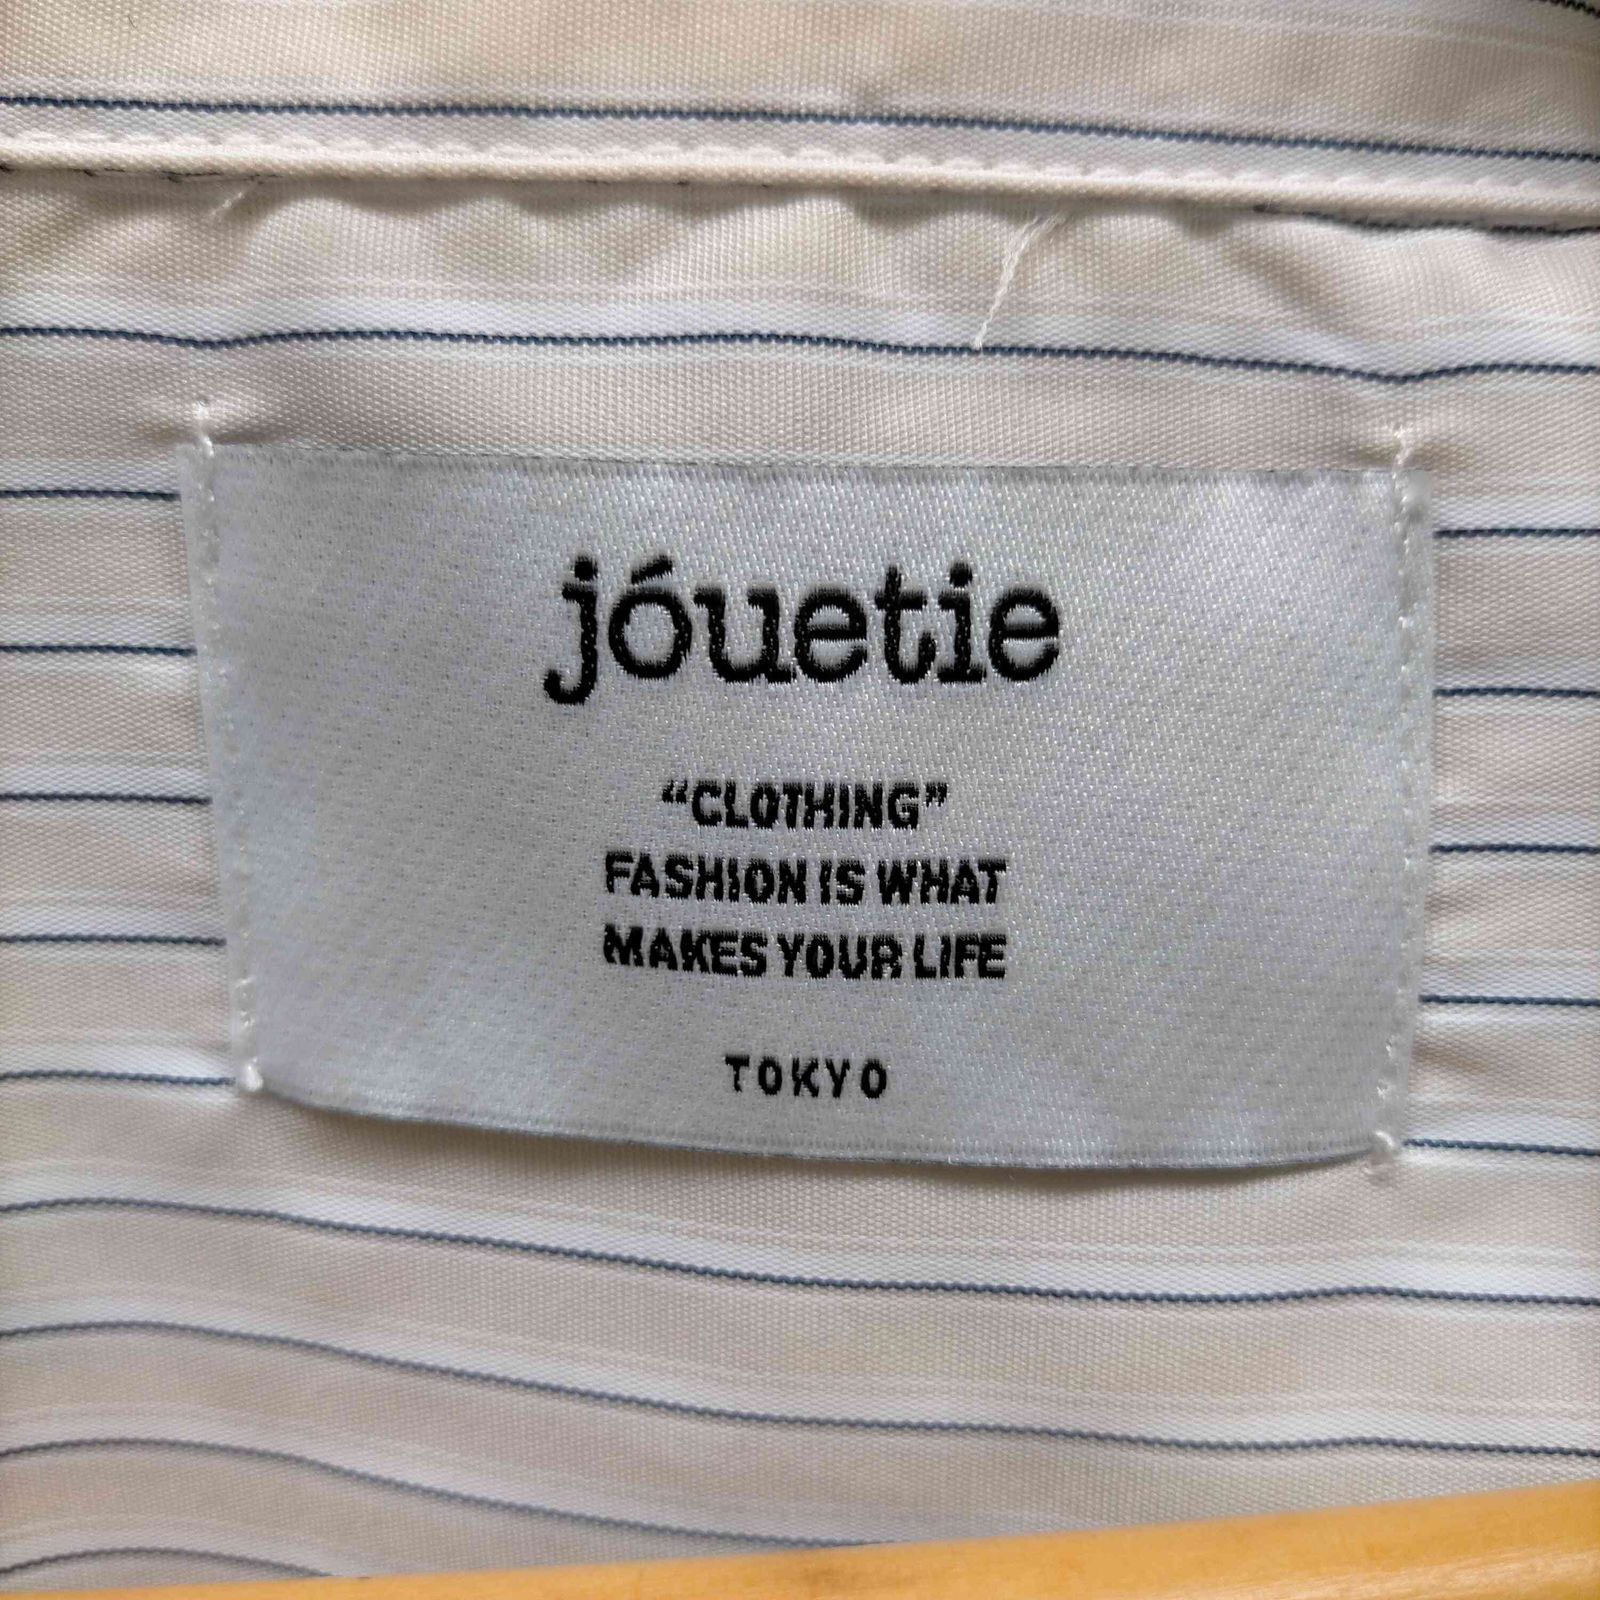 jóuetie
“CLOTHING”
FASHION IS WHAT
MAKES YOUR LIFE
TOKYO